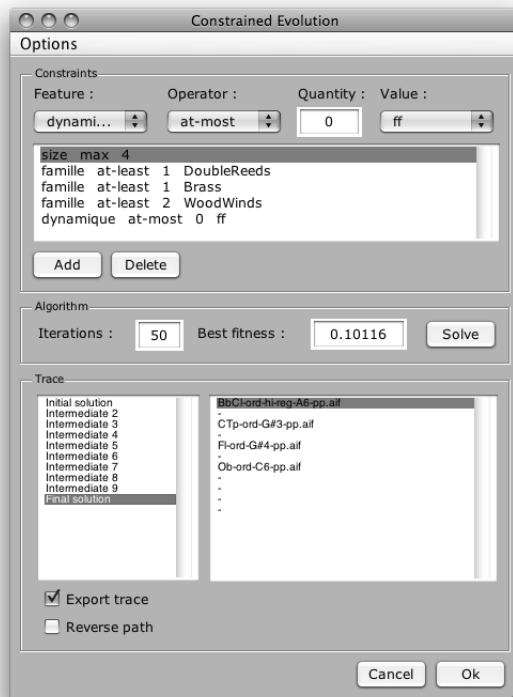 Constrained Evolution
Options
Constraints
Feature : Operator : Quantity : Value :
dynami... at-most 0 ff
size max 4
famille at-least 1 DoubleReeds
famille at-least 1 Brass
famille at-least 2 WoodWinds
dynamique at-most 0 ff
Add Delete
Algorithm
Iterations : 50 Best fitness : 0.10116 Solve
Trace
Initial solution
Intermediate 2
Intermediate 3
Intermediate 4
Intermediate 5
Intermediate 6
Intermediate 7
Intermediate 8
Intermediate 9
Final solution
BbCl-ord-hi-reg-A6-pp.aif
-
CTp-ord-G#3-pp.aif
-
Fl-ord-G#4-pp.aif
-
Ob-ord-C6-pp.aif
-
-
-
-
Export trace
Reverse path
Cancel Ok